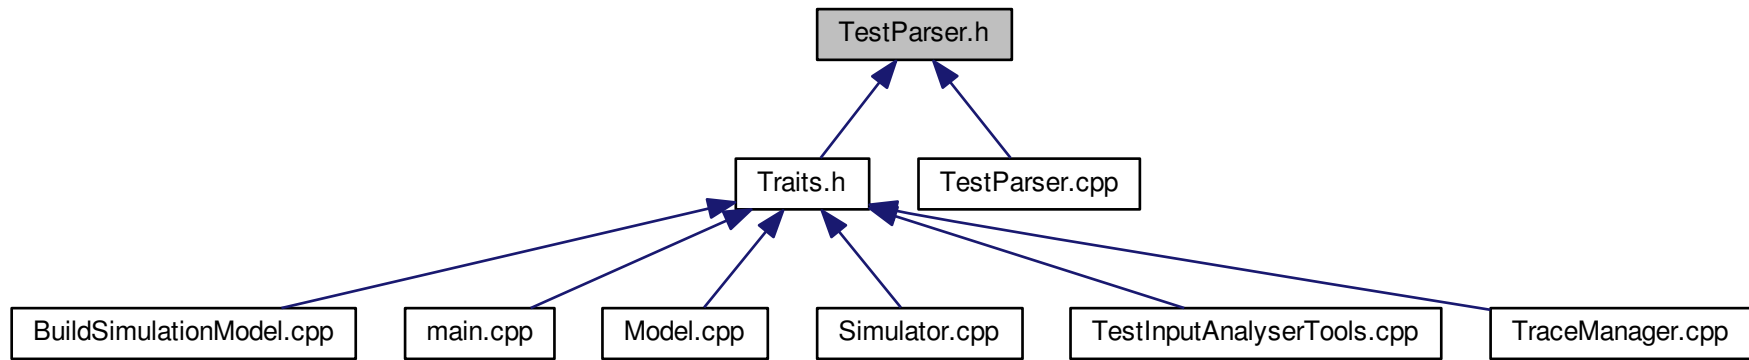 TestParser.h
Traits.h
TestParser.cpp
BuildSimulationModel.cpp
main.cpp
Model.cpp
Simulator.cpp
TestInputAnalyserTools.cpp
TraceManager.cpp